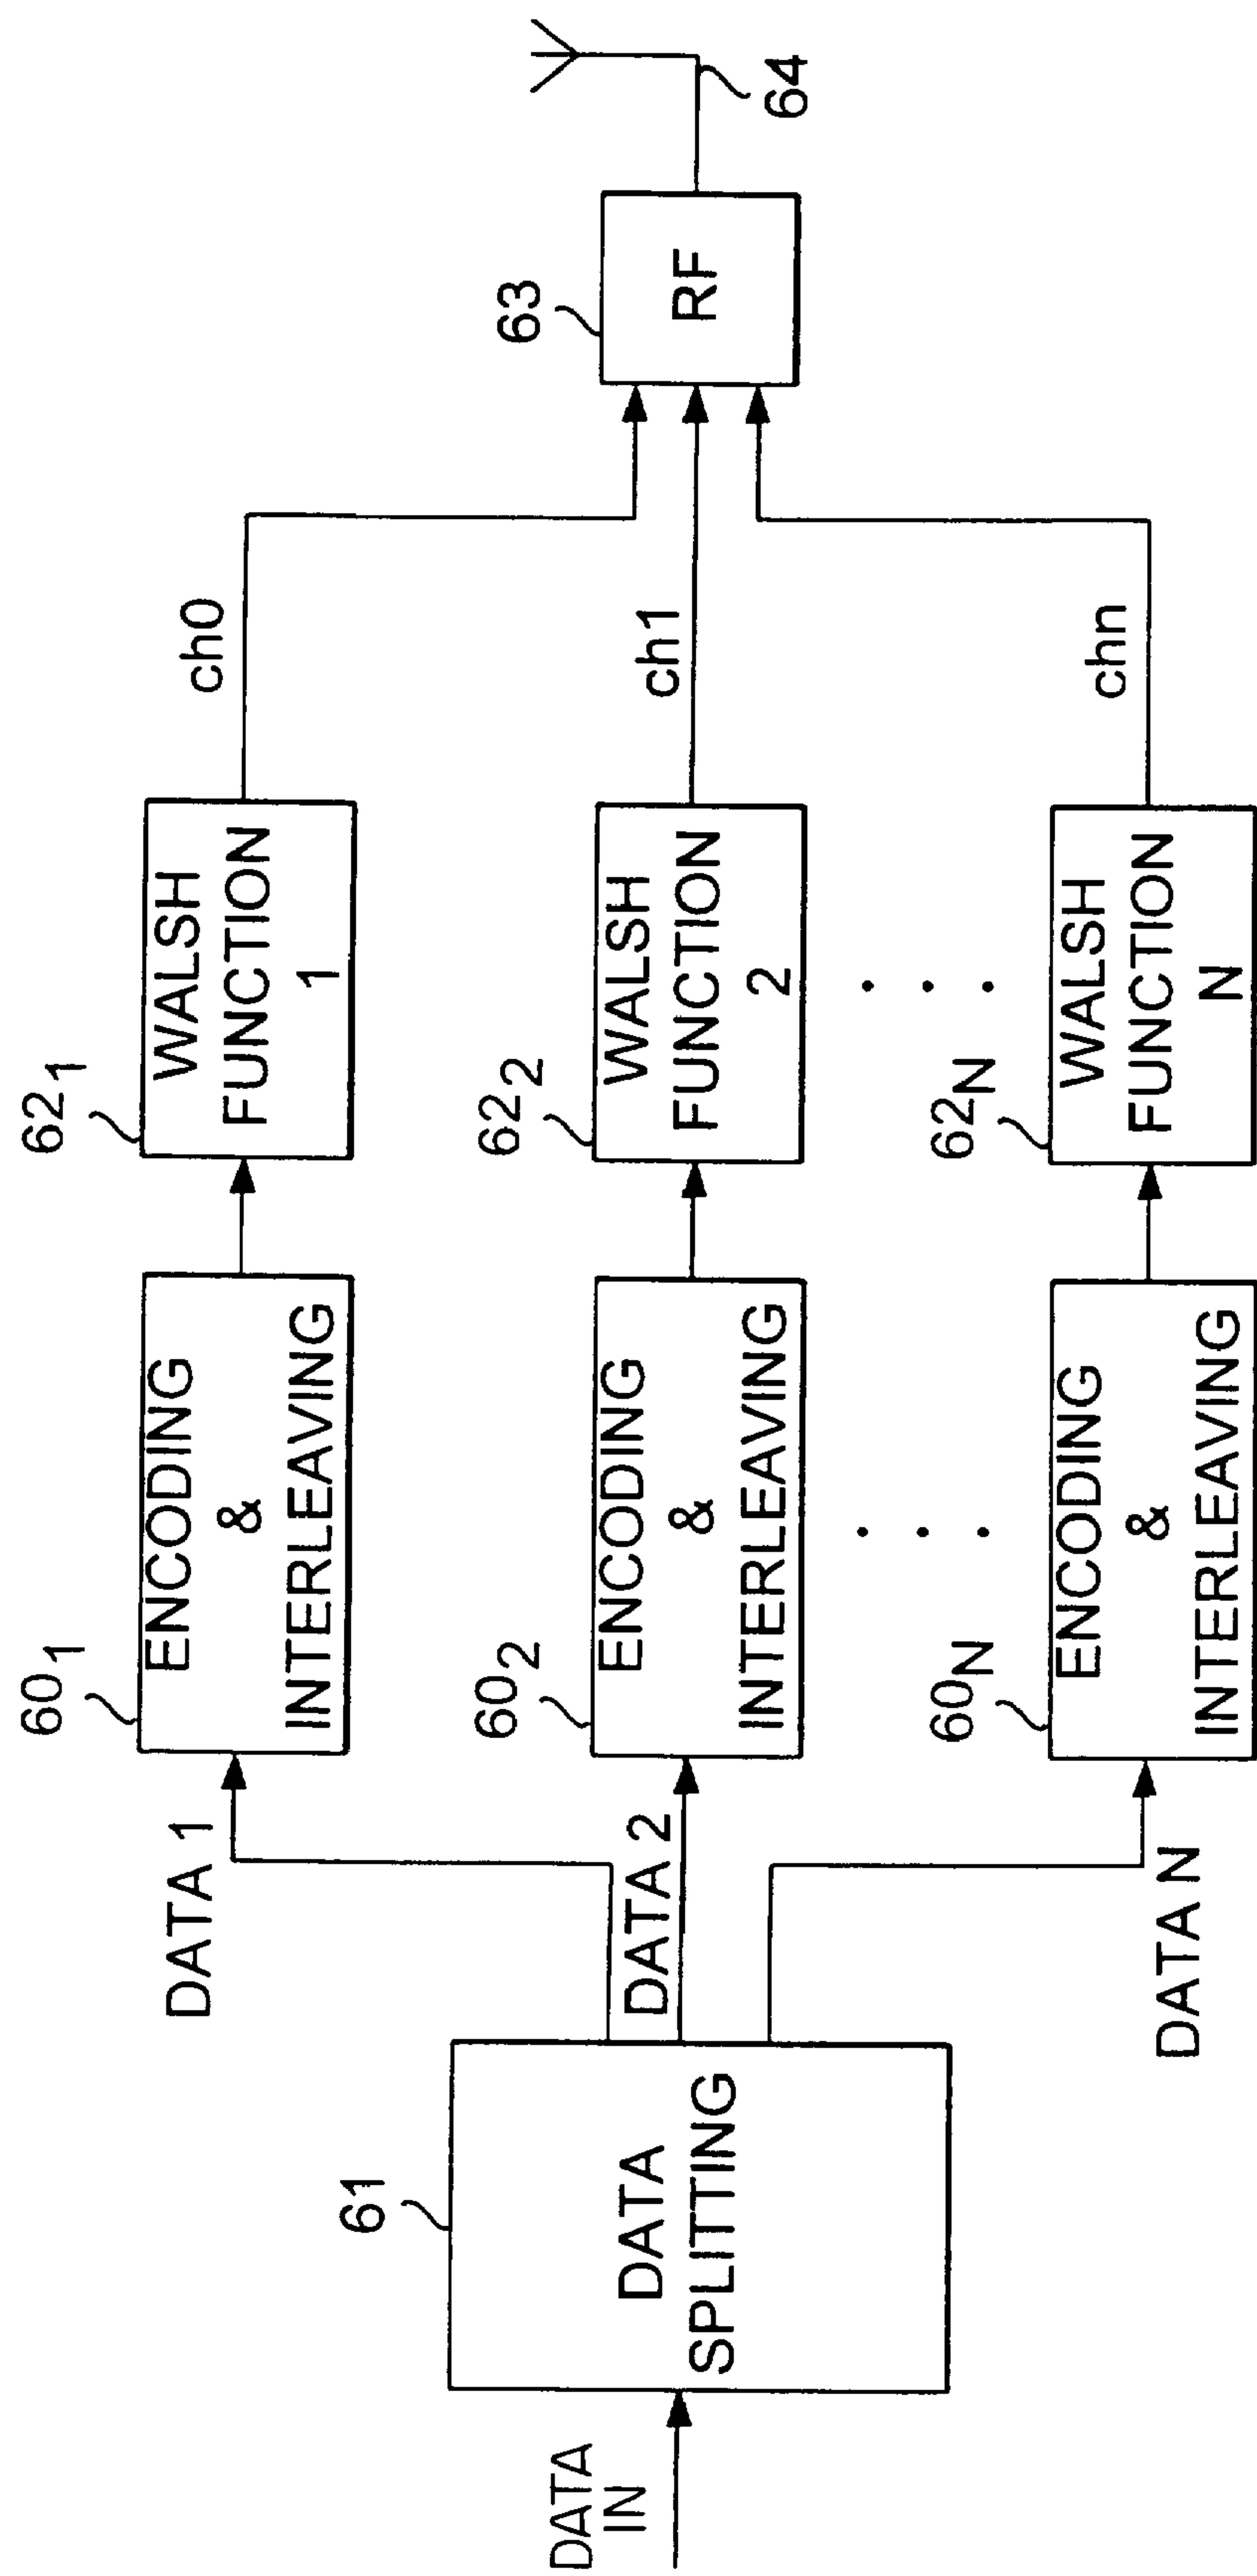 DATA
IN
61
DATA
SPLITTING
DATA 1
DATA 2
DATA N
60₁
ENCODING
&
INTERLEAVING
60₂
ENCODING
&
INTERLEAVING
. . .
60N
ENCODING
&
INTERLEAVING
62₁
WALSH
FUNCTION
1
62₂
WALSH
FUNCTION
2
. . .
62N
WALSH
FUNCTION
N
ch0
ch1
chn
63
RF
64